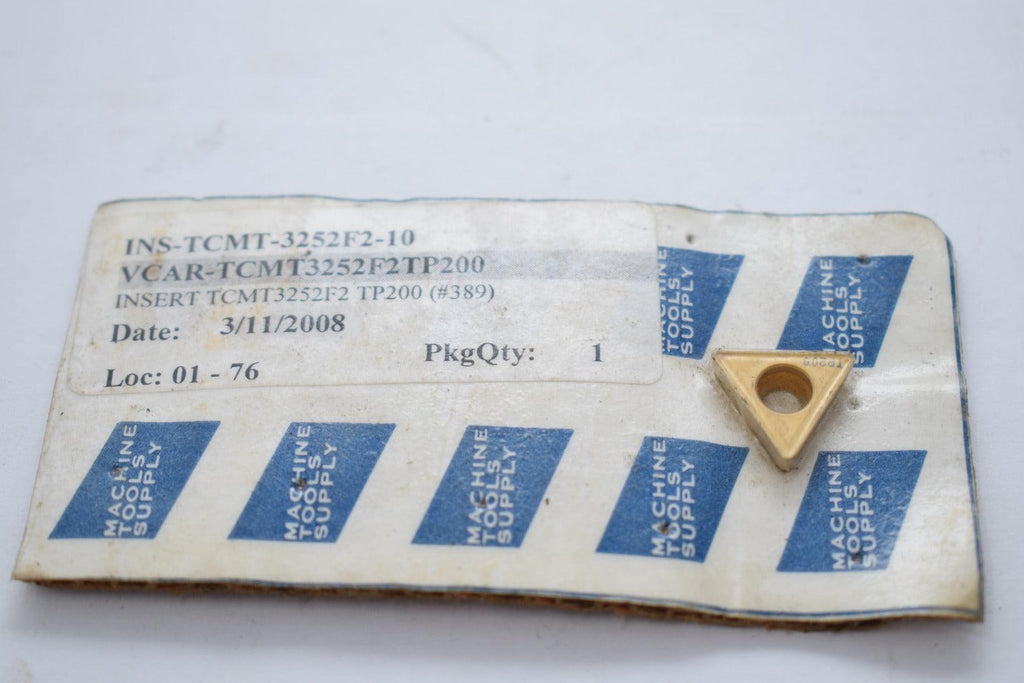 INS-TCMT-3252F2-10
VCAR-TCMT3252F2TP200
INSERT TCMT3252F2 TP200 (#389)
Date: 3/11/2008
PkgQty: 1
Loc: 01 - 76
MACHINE
TOOLS
SUPPLY
MACHINE
TOOLS
SUPPLY
TP200
MACHINE
TOOLS
SUPPLY
MACHINE
TOOLS
SUPPLY
MACHINE
TOOLS
SUPPLY
MACHINE
TOOLS
SUPPLY
MACHINE
TOOLS
SUPPLY